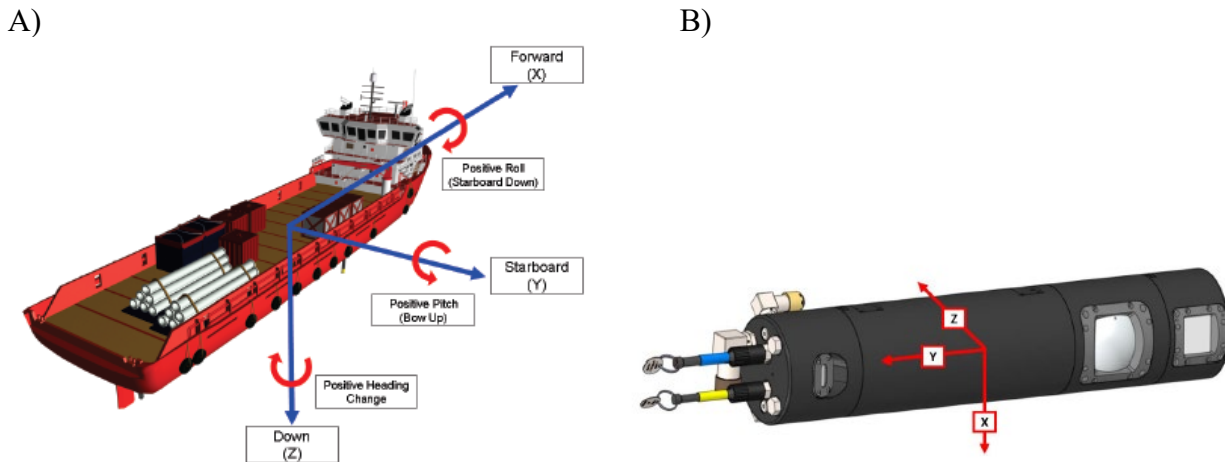 A)
B)
Forward
(X)
Positive Roll
(Starboard Down)
Starboard
(Y)
Positive Pitch
(Bow Up)
Positive Heading
Change
Down
(Z)
Z
Y
X